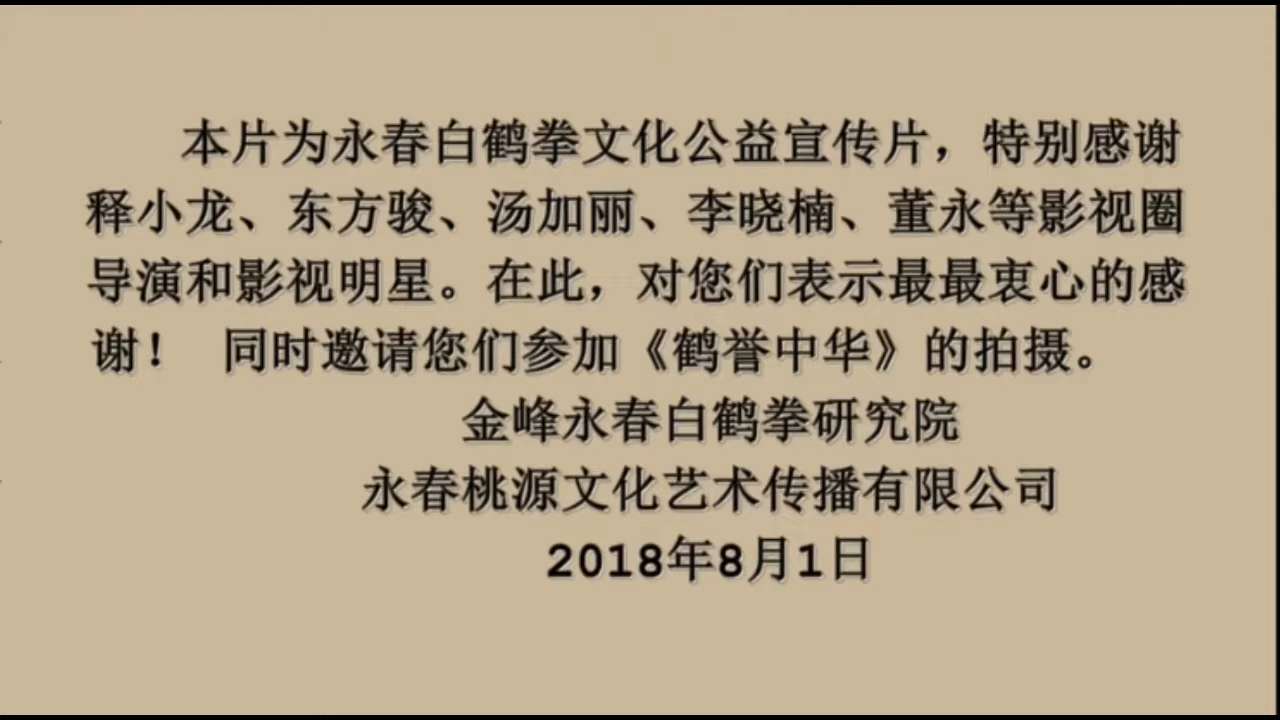 本片为永春白鹤拳文化公益宣传片，特别感谢
释小龙、东方骏、汤加丽、李晓楠、董永等影视圈
导演和影视明星。在此，对您们表示最最衷心的感
谢！ 同时邀请您们参加《鹤誉中华》的拍摄。
金峰永春白鹤拳研究院
永春桃源文化艺术传播有限公司
2018年8月1日